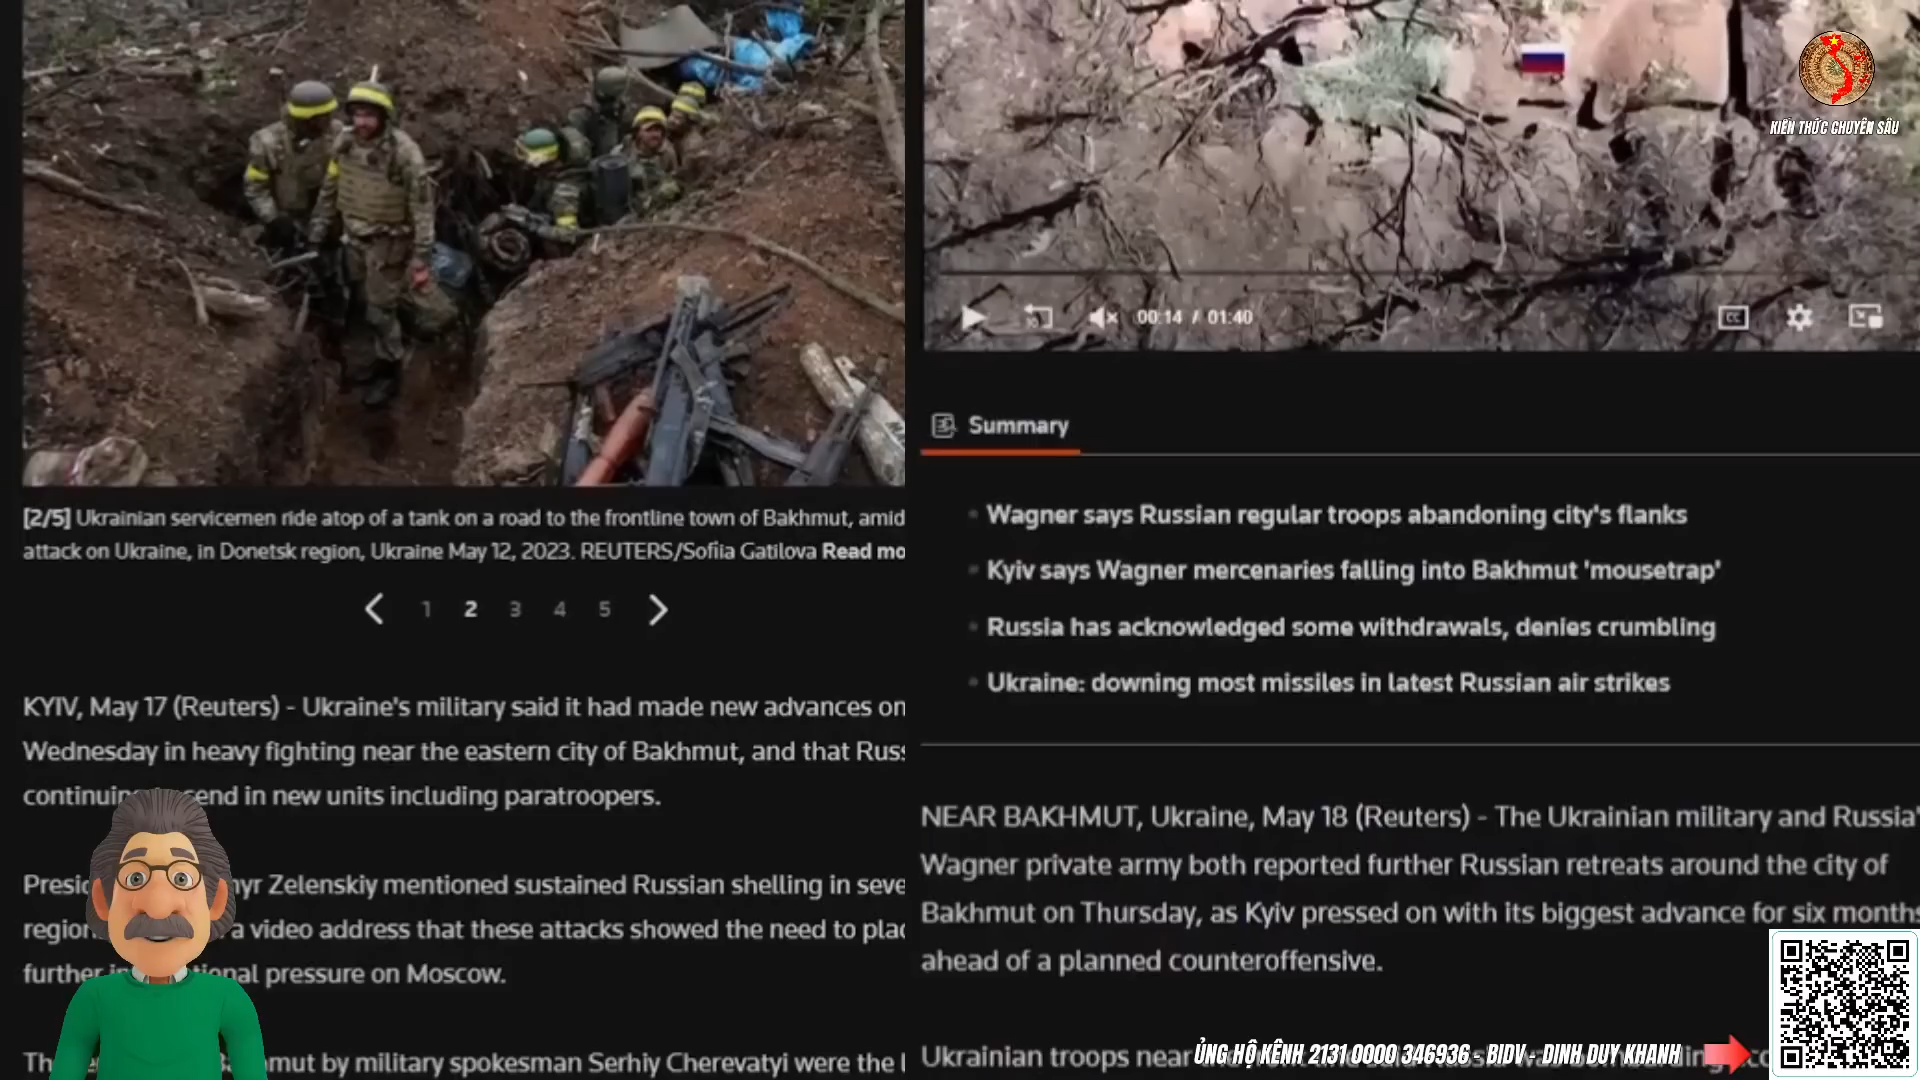 KIẾN THỨC CHUYÊN SÂU
00:14 / 01:40
CC
Summary
Wagner says Russian regular troops abandoning city's flanks
Kyiv says Wagner mercenaries falling into Bakhmut 'mousetrap'
Russia has acknowledged some withdrawals, denies crumbling
Ukraine: downing most missiles in latest Russian air strikes
NEAR BAKHMUT, Ukraine, May 18 (Reuters) - The Ukrainian military and Russia'
Wagner private army both reported further Russian retreats around the city of
Bakhmut on Thursday, as Kyiv pressed on with its biggest advance for six months
ahead of a planned counteroffensive.
Ukrainian troops near
[2/5] Ukrainian servicemen ride atop of a tank on a road to the frontline town of Bakhmut, amid
attack on Ukraine, in Donetsk region, Ukraine May 12, 2023. REUTERS/Sofiia Gatilova Read mo
1 2 3 4 5
KYIV, May 17 (Reuters) - Ukraine's military said it had made new advances on
Wednesday in heavy fighting near the eastern city of Bakhmut, and that Russ
send in new units including paratroopers.
Zelenskiy mentioned sustained Russian shelling in seve
region a video address that these attacks showed the need to plac
further pressure on Moscow.
by military spokesman Serhiy Cherevatyi were the
ỦNG HỘ KÊNH 2131 0000 346936 - BIDV - DINH DUY KHANH